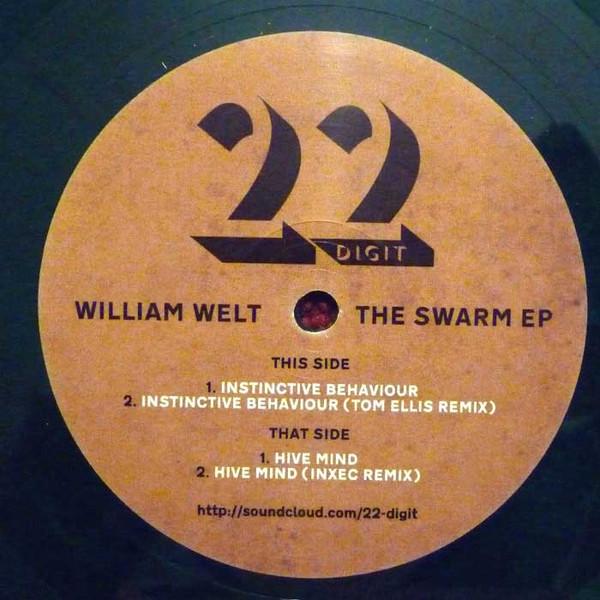 22
DIGIT
WILLIAM WELT THE SWARM EP
THIS SIDE
1. INSTINCTIVE BEHAVIOUR
2. INSTINCTIVE BEHAVIOUR (TOM ELLIS REMIX)
THAT SIDE
1. HIVE MIND
2. HIVE MIND (INXEC REMIX)
http://soundcloud.com/22-digit